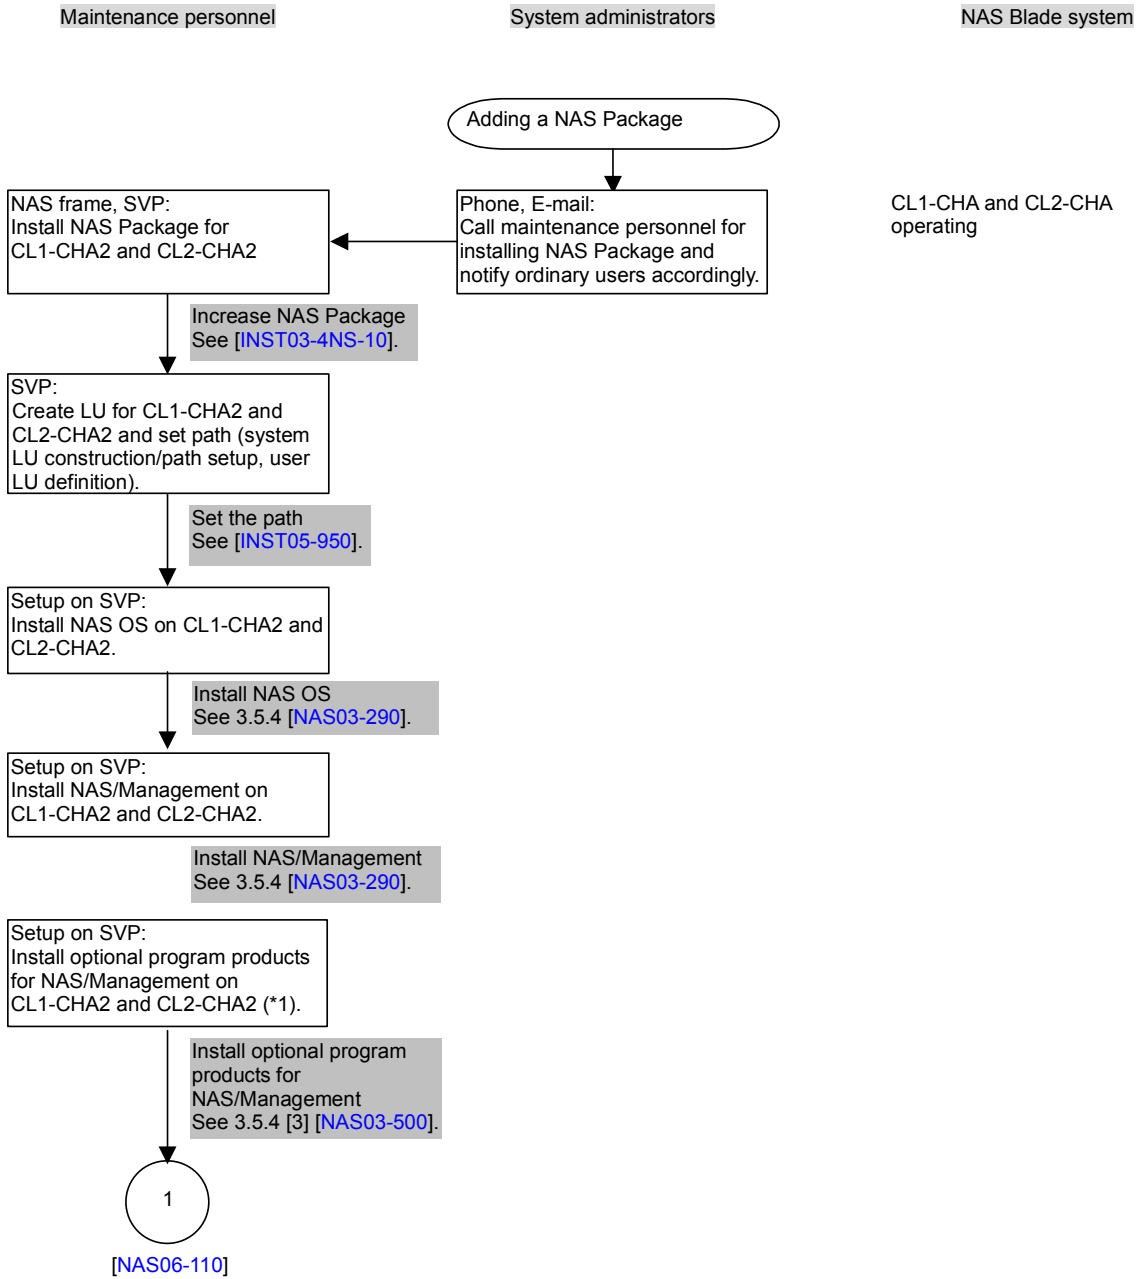 Maintenance personnel
System administrators
NAS Blade system
Adding a NAS Package
NAS frame, SVP:
Install NAS Package for
CL1-CHA2 and CL2-CHA2
Phone, E-mail:
Call maintenance personnel for
installing NAS Package and
notify ordinary users accordingly.
CL1-CHA and CL2-CHA
operating
Increase NAS Package
See [INST03-4NS-10].
SVP:
Create LU for CL1-CHA2 and
CL2-CHA2 and set path (system
LU construction/path setup, user
LU definition).
Set the path
See [INST05-950].
Setup on SVP:
Install NAS OS on CL1-CHA2 and
CL2-CHA2.
Install NAS OS
See 3.5.4 [NAS03-290].
Setup on SVP:
Install NAS/Management on
CL1-CHA2 and CL2-CHA2.
Install NAS/Management
See 3.5.4 [NAS03-290].
Setup on SVP:
Install optional program products
for NAS/Management on
CL1-CHA2 and CL2-CHA2 (*1).
Install optional program
products for
NAS/Management
See 3.5.4 [3] [NAS03-500].
1
[NAS06-110]